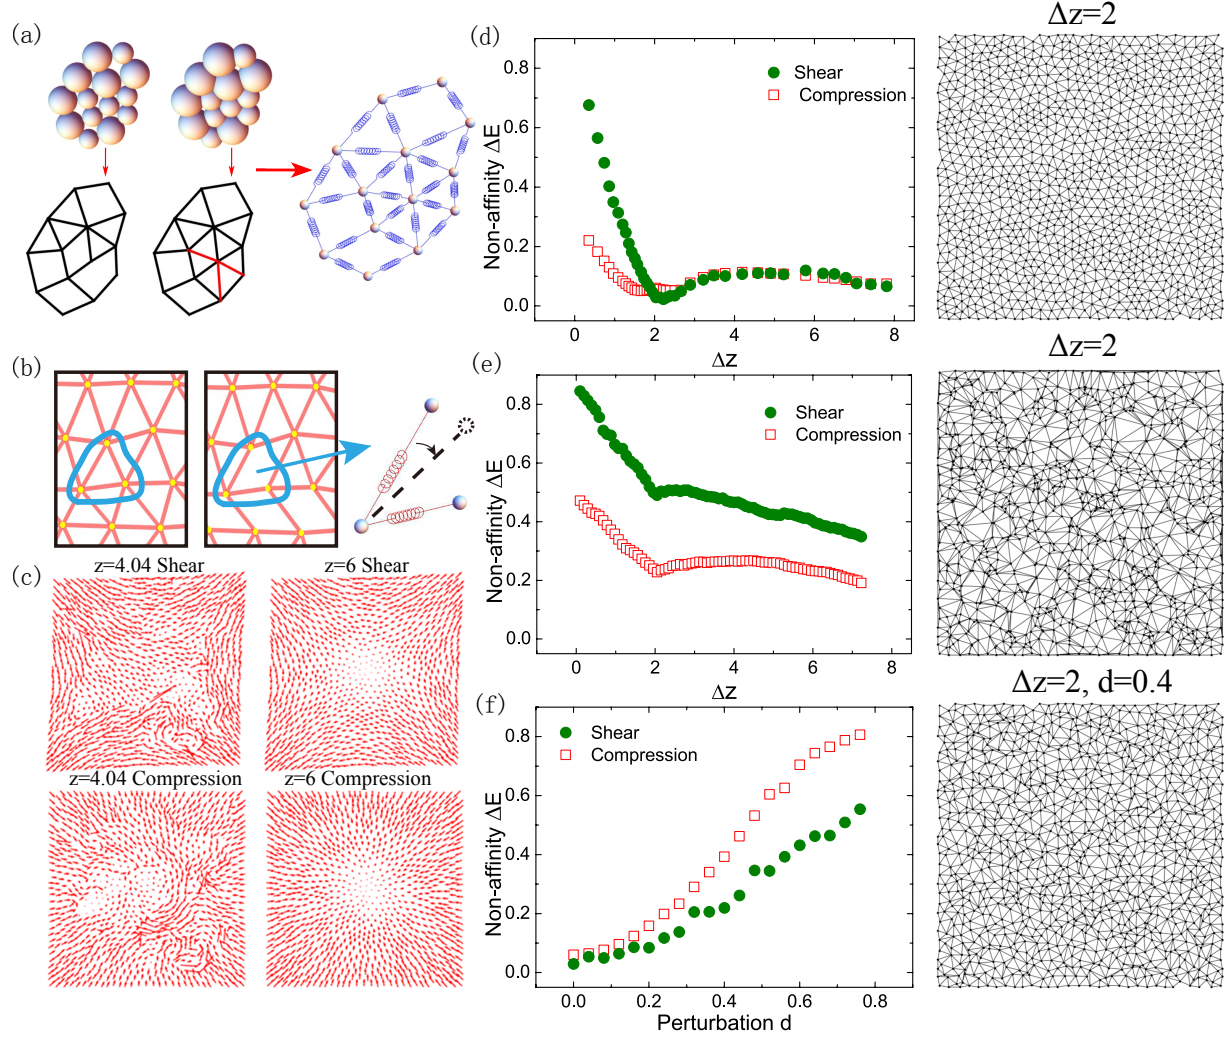 (a)
(b)
(c)
z=4.04 Shear
z=6 Shear
z=4.04 Compression
z=6 Compression
(d)
Non-affinity ΔE
0.8
0.6
0.4
0.2
0.0
Shear
Compression
0
2
4
6
8
Δz
Δz=2
(e)
Non-affinity ΔE
0.8
0.6
0.4
0.2
0.0
Shear
Compression
0
2
4
6
8
Δz
Δz=2
(f)
Non-affinity ΔE
0.8
0.6
0.4
0.2
0.0
Shear
Compression
0.0
0.2
0.4
0.6
0.8
Perturbation d
Δz=2, d=0.4